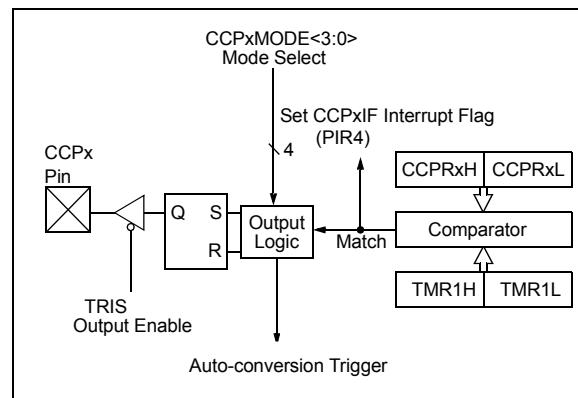 CCPxMODE<3:0>
Mode Select
Set CCPxIF Interrupt Flag
(PIR4)
4
CCPx
Pin
CCPRxH
CCPRxL
Q
S
R
Output
Logic
Match
Comparator
TMR1H
TMR1L
TRIS
Output Enable
Auto-conversion Trigger